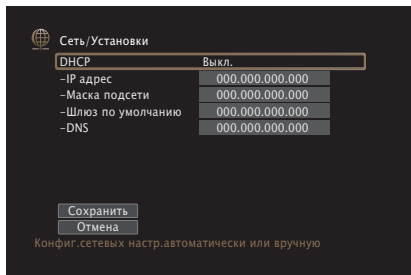 Сеть/Установки
DHCP Выкл.
–IP адрес 000.000.000.000
–Маска подсети 000.000.000.000
–Шлюз по умолчанию 000.000.000.000
–DNS 000.000.000.000
Сохранить
Отмена
Конфиг.сетевых настр.автоматически или вручную